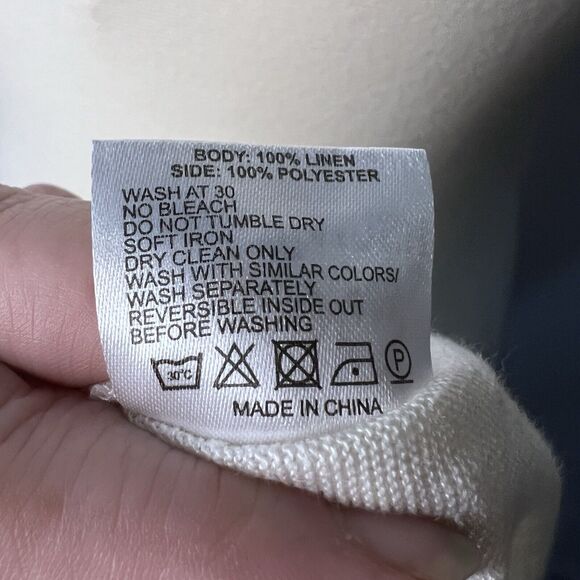 BODY: 100% LINEN
SIDE: 100% POLYESTER
WASH AT 30
NO BLEACH
DO NOT TUMBLE DRY
SOFT IRON
DRY CLEAN ONLY
WASH WITH SIMILAR COLORS/
WASH SEPARATELY
REVERSIBLE INSIDE OUT
BEFORE WASHING
30°C P
MADE IN CHINA